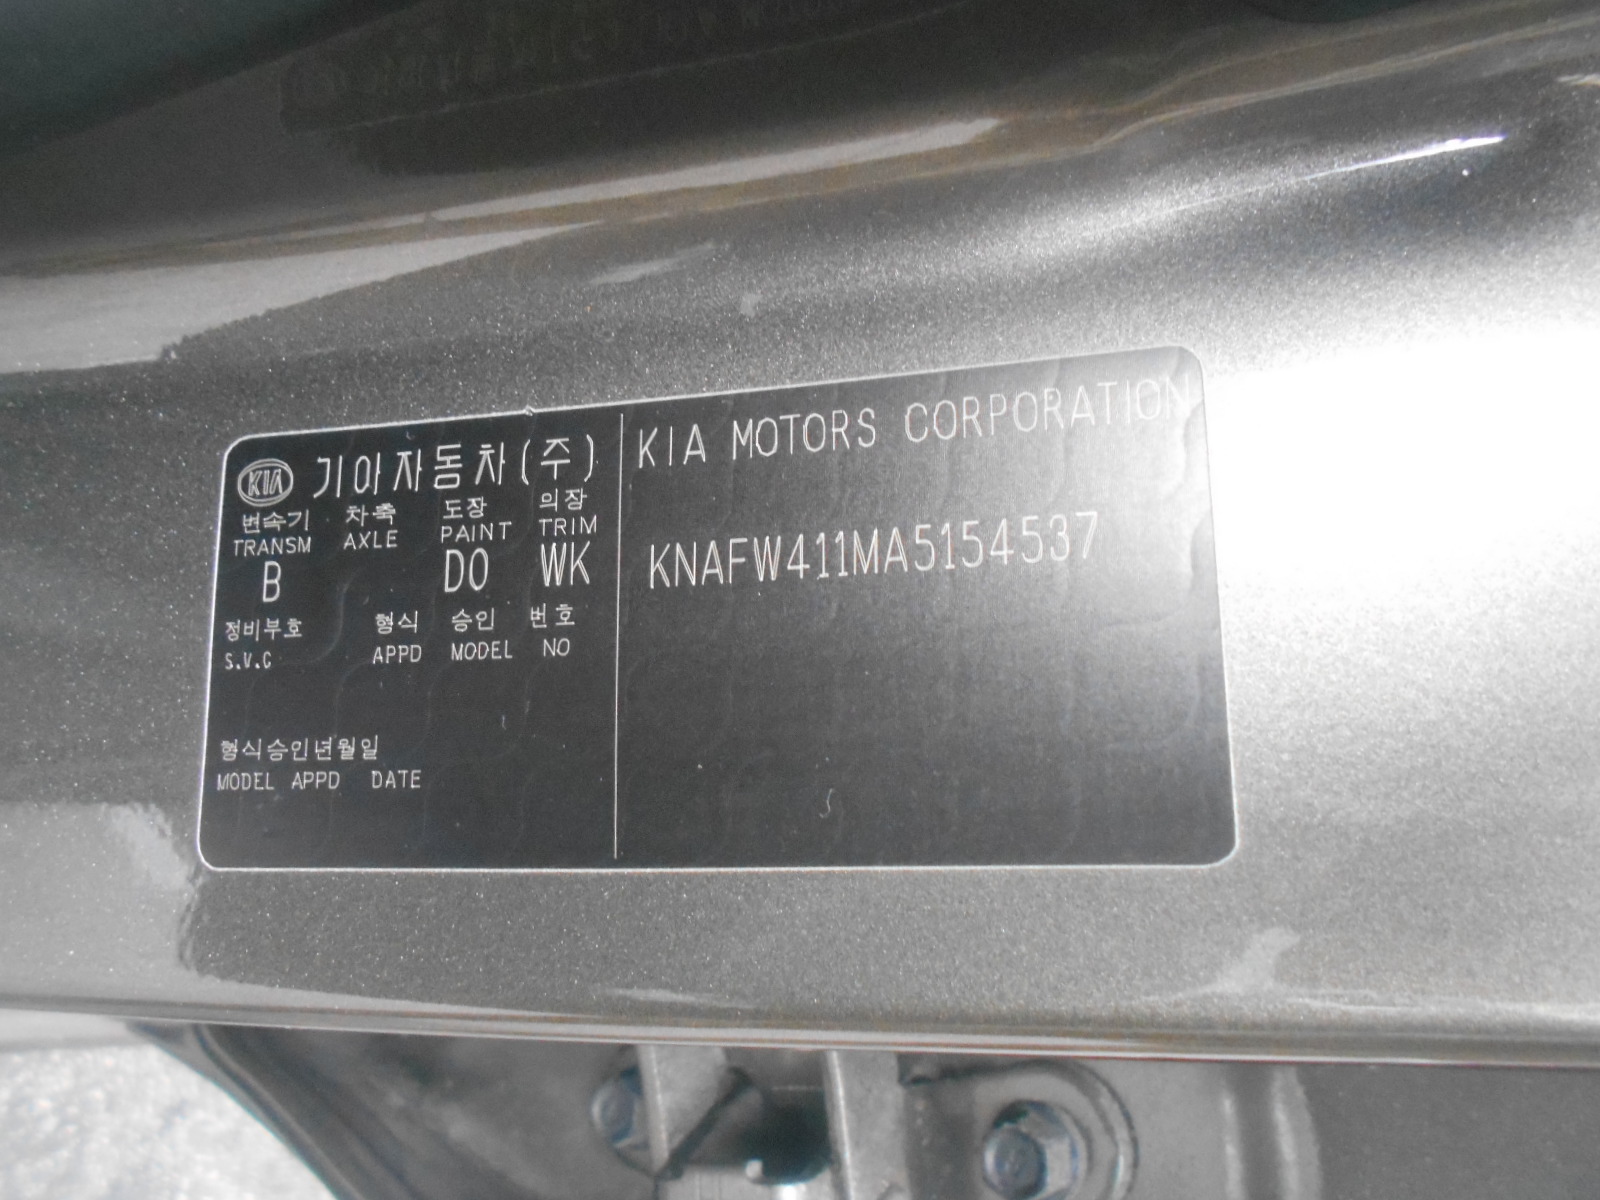 KIA 기아자동차(주)
변속기 차축 도장 의장
TRANSM AXLE PAINT TRIM
B D0 WK
정비부호 형식 승인 번호
S.V.C APPD MODEL NO
형식승인년월일
MODEL APPD DATE
KIA MOTORS CORPORATION
KNAFW411MA5154537